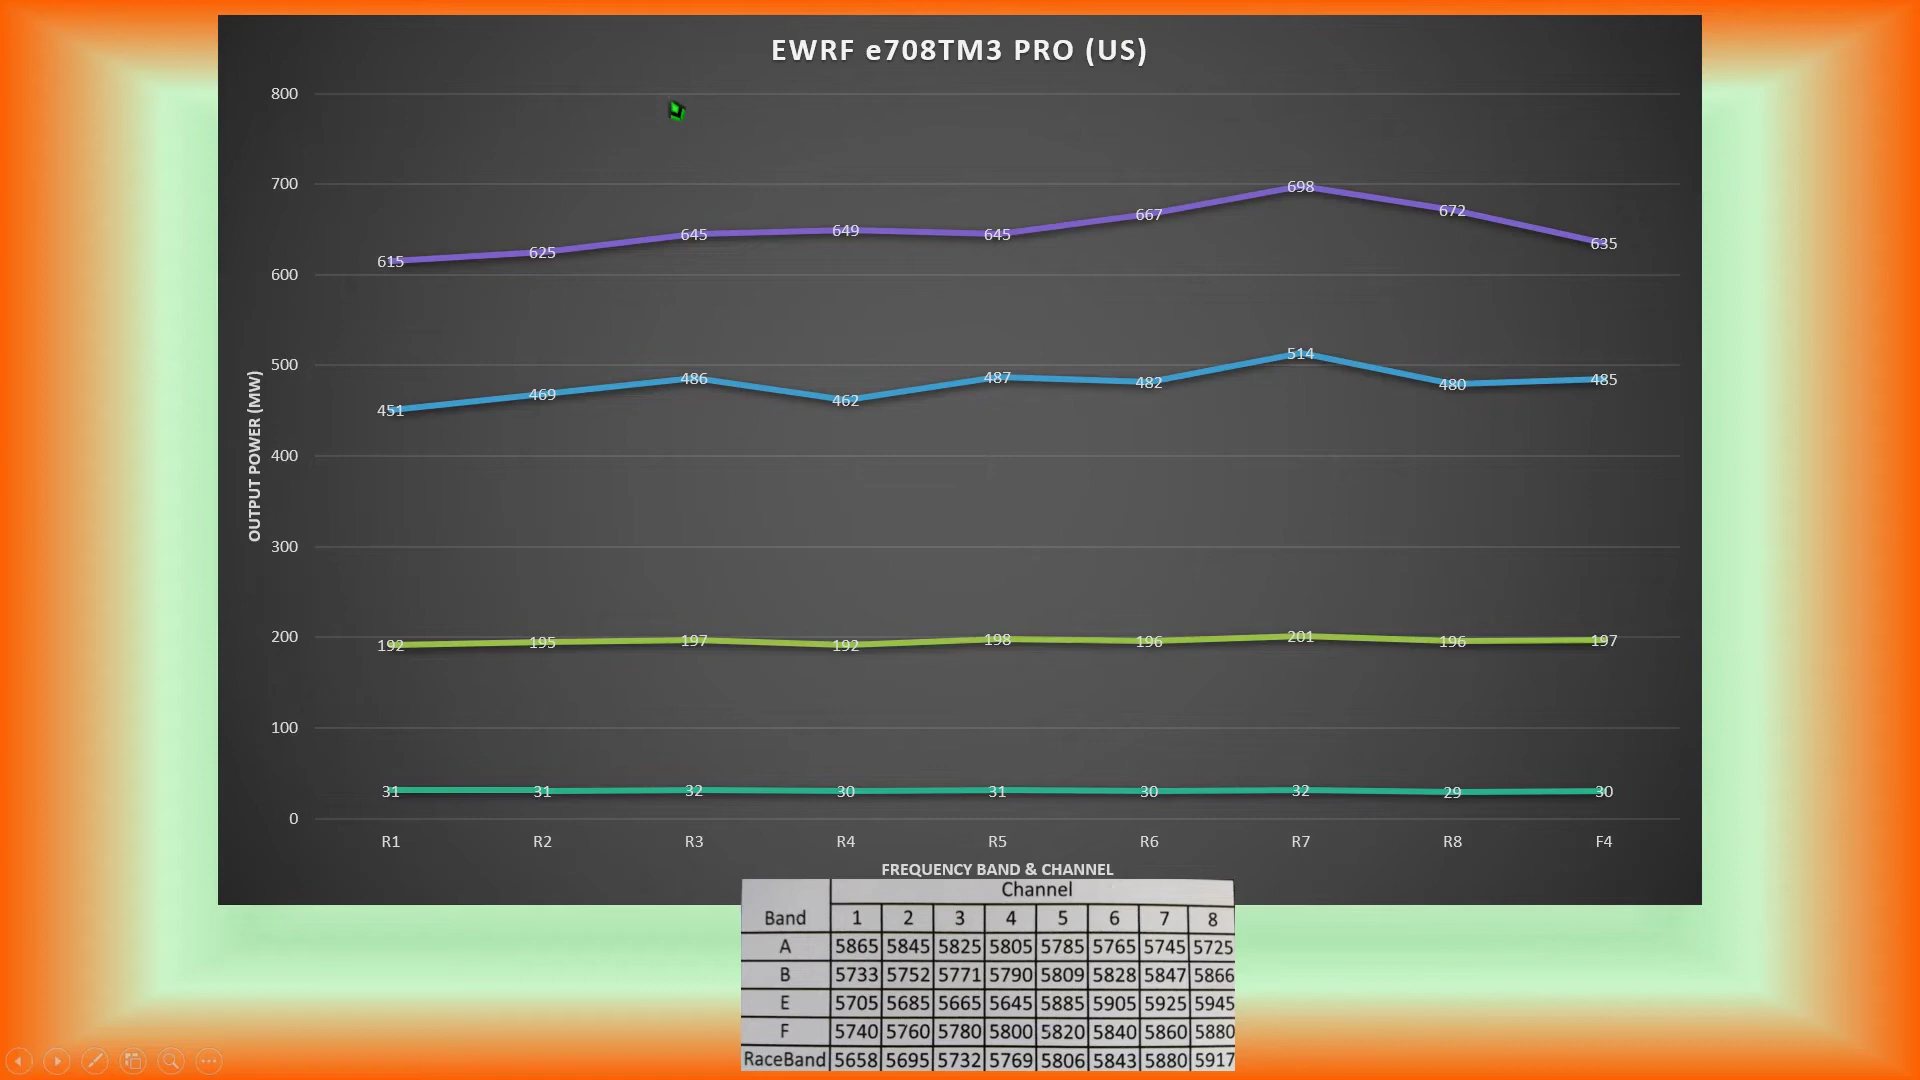 EWRF e708TM3 PRO (US)
800
700
600
500
400
300
200
100
0
OUTPUT POWER (MW)
615 625 645 649 645 667 698 672 635
451 469 486 462 487 482 514 480 485
192 195 197 192 198 196 201 196 197
31 31 32 30 31 30 32 29 30
R1 R2 R3 R4 R5 R6 R7 R8 F4
FREQUENCY BAND & CHANNEL
Channel
Band 1 2 3 4 5 6 7 8
A 5865 5845 5825 5805 5785 5765 5745 5725
B 5733 5752 5771 5790 5809 5828 5847 5866
E 5705 5685 5665 5645 5885 5905 5925 5945
F 5740 5760 5780 5800 5820 5840 5860 5880
RaceBand 5658 5695 5732 5769 5806 5843 5880 5917